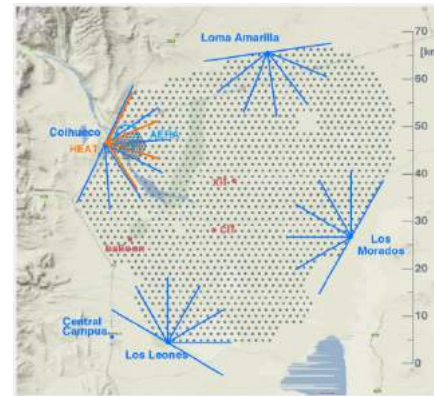 Loma Amarilla
70
[km]
60
Coihueco
AERA
HEAT
50
xlf
40
clf
balloon
30
Los
Morados
20
Central
Campus
Los Leones
10
0